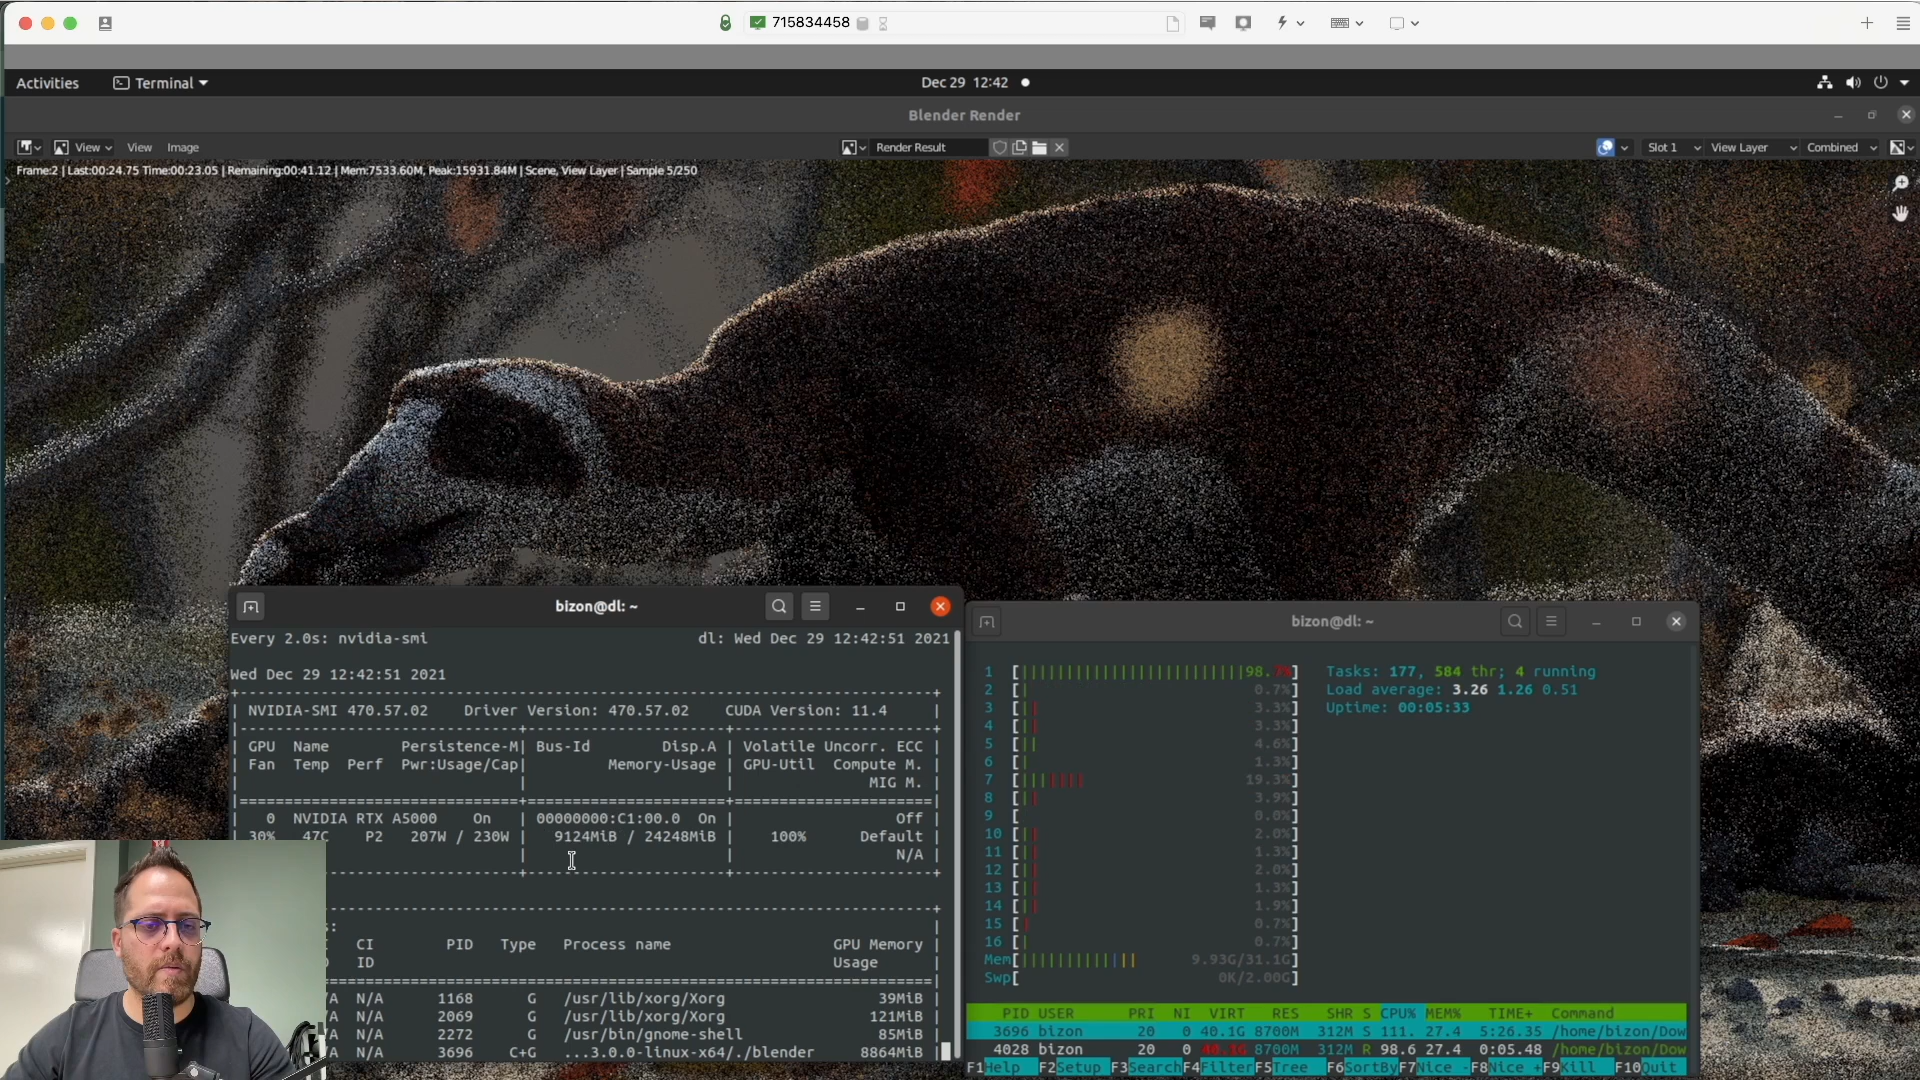 715834458
Activities
Terminal
Dec 29 12:42
Blender Render
View
View
Image
Render Result
Slot 1
View Layer
Combined
Frame:2 | Last:00:24.75 Time:00:23.05 | Remaining:00:41.12 | Mem:7533.60M, Peak:15931.84M | Scene, View Layer | Sample 5/250
bizon@dl: ~
Every 2.0s: nvidia-smi dl: Wed Dec 29 12:42:51 2021
Wed Dec 29 12:42:51 2021
NVIDIA-SMI 470.57.02 Driver Version: 470.57.02 CUDA Version: 11.4
GPU Name Persistence-M| Bus-Id Disp.A | Volatile Uncorr. ECC |
Fan Temp Perf Pwr:Usage/Cap| Memory-Usage | GPU-Util Compute M. |
MIG M. |
0 NVIDIA RTX A5000 On | 00000000:C1:00.0 On | Off |
30% 47C P2 207W / 230W | 9124MiB / 24248MiB | 100% Default |
N/A |
CI PID Type Process name GPU Memory |
ID Usage |
N/A 1168 G /usr/lib/xorg/Xorg 39MiB |
N/A 2069 G /usr/lib/xorg/Xorg 121MiB |
N/A 2272 G /usr/bin/gnome-shell 85MiB |
N/A 3696 C+G ...3.0.0-linux-x64/./blender 8864MiB |
bizon@dl: ~
1 [98.7%]
2 [0.7%]
3 [3.3%]
4 [3.3%]
5 [4.6%]
6 [1.3%]
7 [19.3%]
8 [3.9%]
9 [0.0%]
10 [2.0%]
11 [1.3%]
12 [2.0%]
13 [1.3%]
14 [1.9%]
15 [0.7%]
16 [0.7%]
Mem[9.93G/31.1G]
Swp[0K/2.00G]
Tasks: 177, 584 thr; 4 running
Load average: 3.26 1.26 0.51
Uptime: 00:05:33
PID USER PRI NI VIRT RES SHR S CPU% MEM% TIME+ Command
3696 bizon 20 0 40.1G 8700M 312M S 111. 27.4 5:26.35 /home/bizon/Dow
4028 bizon 20 0 40.1G 8700M 312M R 98.6 27.4 0:05.48 /home/bizon/Dow
F1Help F2Setup F3SearchF4FilterF5Tree F6SortByF7Nice -F8Nice +F9Kill F10Quit